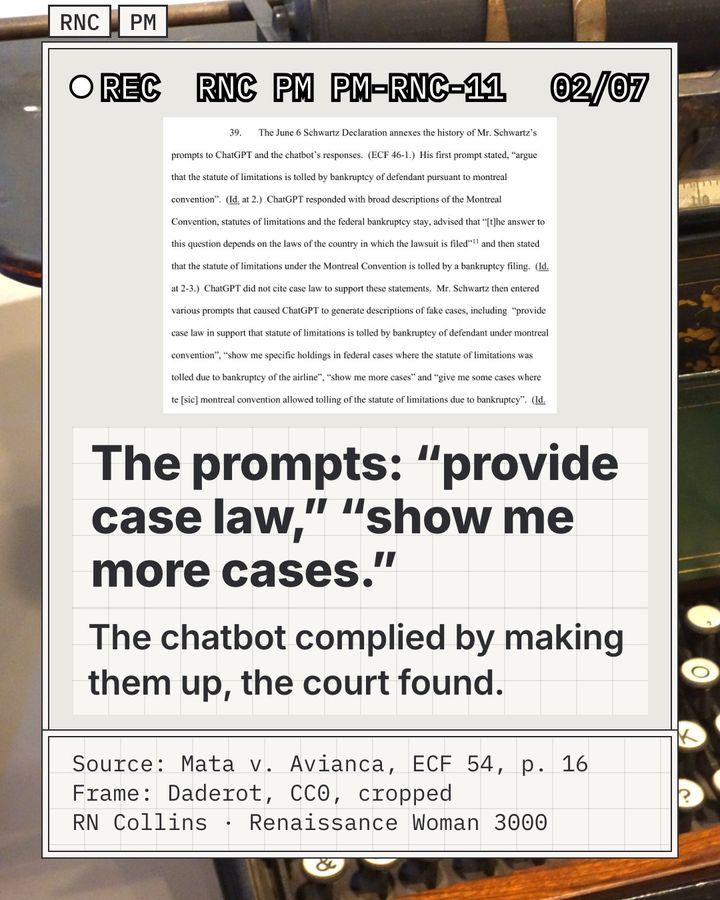 RNC PM
REC RNC PM PM-RNC-11 02/07
39. The June 6 Schwartz Declaration annexes the history of Mr. Schwartz’s
prompts to ChatGPT and the chatbot’s responses. (ECF 46-1.) His first prompt stated, “argue
that the statute of limitations is tolled by bankruptcy of defendant pursuant to montreal
convention”. (Id. at 2.) ChatGPT responded with broad descriptions of the Montreal
Convention, statutes of limitations and the federal bankruptcy stay, advised that “[t]he answer to
this question depends on the laws of the country in which the lawsuit is filed”11 and then stated
that the statute of limitations under the Montreal Convention is tolled by a bankruptcy filing. (Id.
at 2-3.) ChatGPT did not cite case law to support these statements. Mr. Schwartz then entered
various prompts that caused ChatGPT to generate descriptions of fake cases, including “provide
case law in support that statute of limitations is tolled by bankruptcy of defendant under montreal
convention”, “show me specific holdings in federal cases where the statute of limitations was
tolled due to bankruptcy of the airline”, “show me more cases” and “give me some cases where
te [sic] montreal convention allowed tolling of the statute of limitations due to bankruptcy”. (Id.
The prompts: “provide
case law,” “show me
more cases.”
The chatbot complied by making
them up, the court found.
Source: Mata v. Avianca, ECF 54, p. 16
Frame: Daderot, CC0, cropped
RN Collins · Renaissance Woman 3000
O
K
?
&